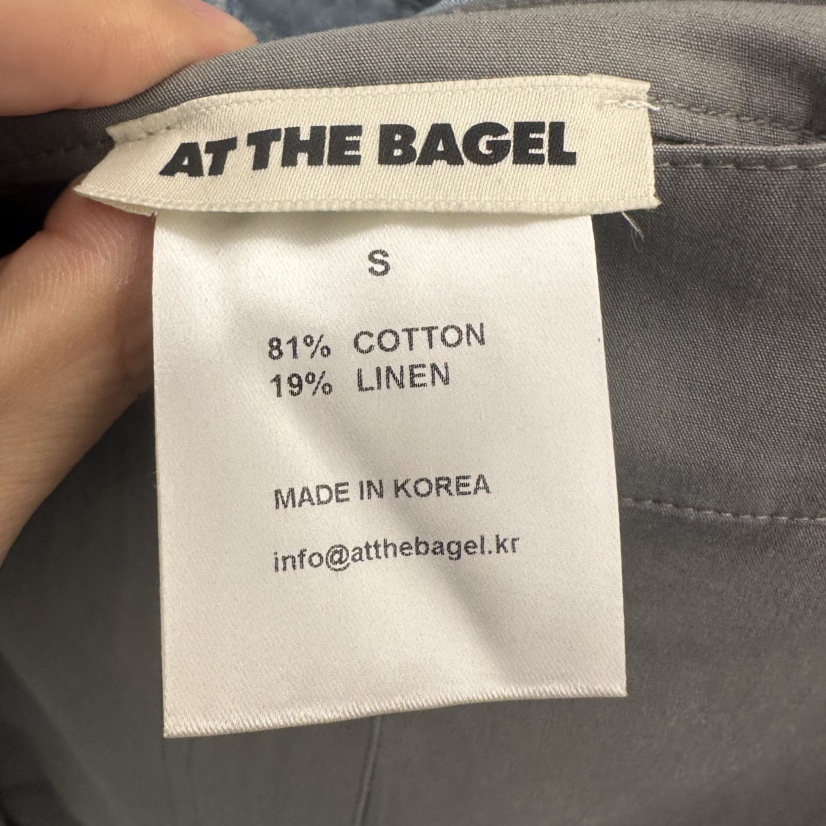 AT THE BAGEL
S
81% COTTON
19% LINEN
MADE IN KOREA
info@atthebagel.kr